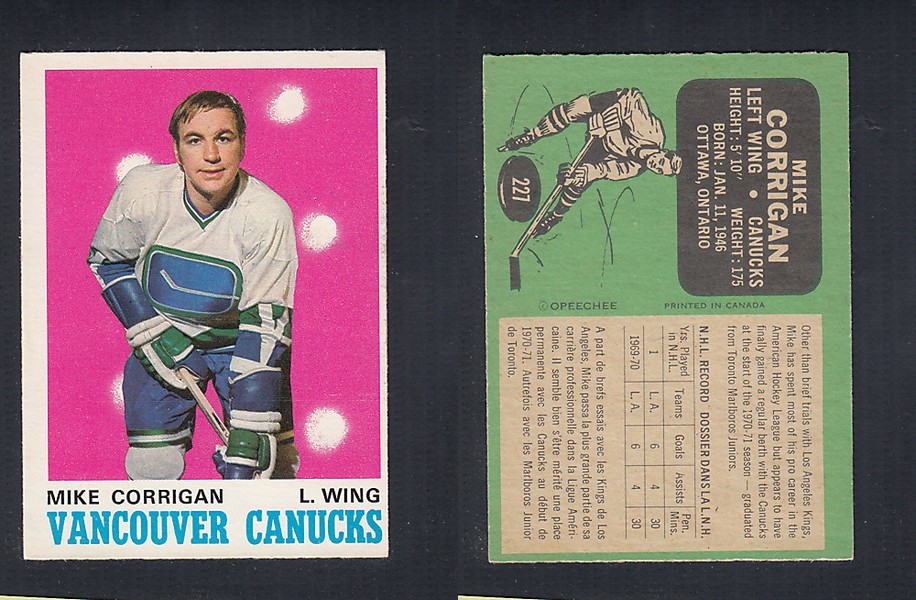 MIKE CORRIGAN L. WING
VANCOUVER CANUCKS
MIKE
CORRIGAN
LEFT WING • CANUCKS
HEIGHT: 5' 10" WEIGHT: 175
BORN: JAN. 11, 1946
OTTAWA, ONTARIO
227
© OPEECHEE PRINTED IN CANADA
Other than brief trials with Los Angeles Kings,
Mike has spent most of his pro career in the
American Hockey League but appears to have
finally gained a regular berth with the Canucks
at the start of the 1970-71 season — graduated
from Toronto Marlboros Juniors.
N.H.L. RECORD DOSSIER DANS LA L.N.H.
Yrs. Played in N.H.L. Teams Goals Assists Pen. Mins.
1 L. A. 6 4 30
1969-70 L. A. 6 4 30
A part de brefs essais avec les Kings de Los
Angeles, Mike passa la plus grande partie de sa
carrière professionnelle dans la Ligue Améri-
caine. Il semble bien s'être mérité une place
permanente avec les Canucks au début de
1970-71. Autrefois avec les Marlboros Junior
de Toronto.